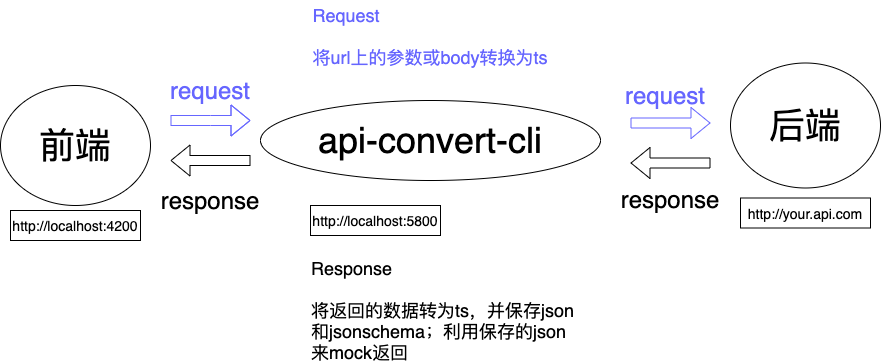 Request
将url上的参数或body转换为ts
request
request
前端
api-convert-cli
后端
response
response
http://localhost:4200
http://localhost:5800
http://your.api.com
Response
将返回的数据转为ts，并保存json
和jsonschema；利用保存的json
来mock返回